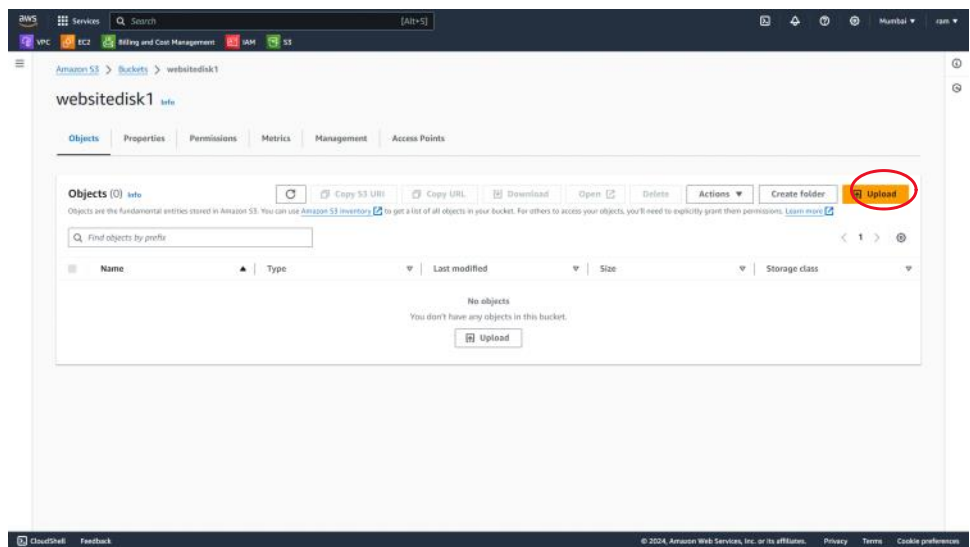 aws Services Search [Alt+S] Mumbai ram
VPC EC2 Billing and Cost Management IAM S3
Amazon S3 > Buckets > websitedisk1
websitedisk1 Info
Objects Properties Permissions Metrics Management Access Points
Objects (0) Info Copy S3 URI Copy URL Download Open Delete Actions Create folder Upload
Objects are the fundamental entities stored in Amazon S3. You can use Amazon S3 inventory to get a list of all objects in your bucket. For others to access your objects, you'll need to explicitly grant them permissions. Learn more
Find objects by prefix < 1 >
Name Type Last modified Size Storage class
No objects
You don't have any objects in this bucket.
Upload
CloudShell Feedback © 2024, Amazon Web Services, Inc. or its affiliates. Privacy Terms Cookie preferences